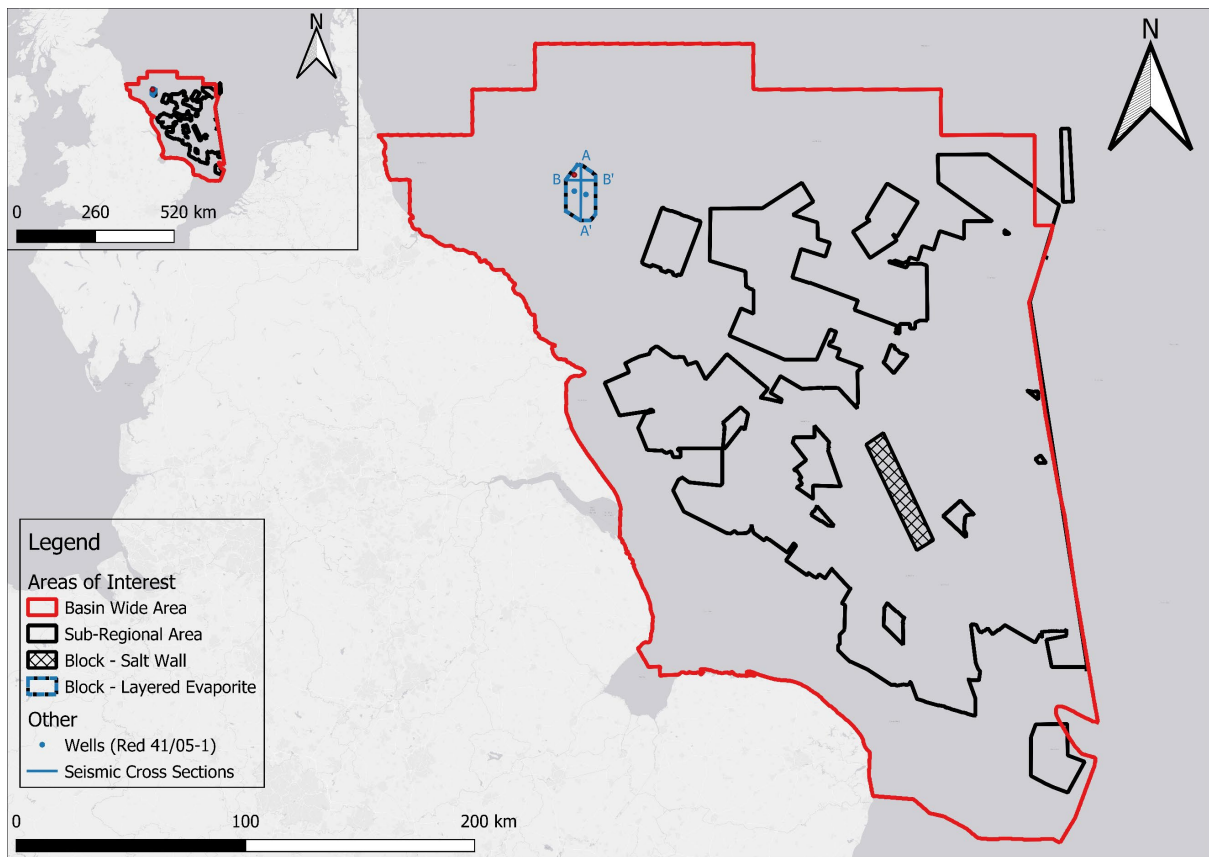 N
0 260 520 km
N
A
B B'
A'
Legend
Areas of Interest
Basin Wide Area
Sub-Regional Area
Block - Salt Wall
Block - Layered Evaporite
Other
Wells (Red 41/05-1)
Seismic Cross Sections
0 100 200 km